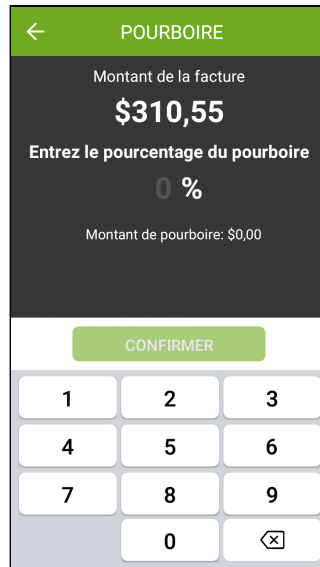 POURBOIRE
Montant de la facture
$310,55
Entrez le pourcentage du pourboire
0 %
Montant de pourboire: $0,00
CONFIRMER
1 2 3
4 5 6
7 8 9
0